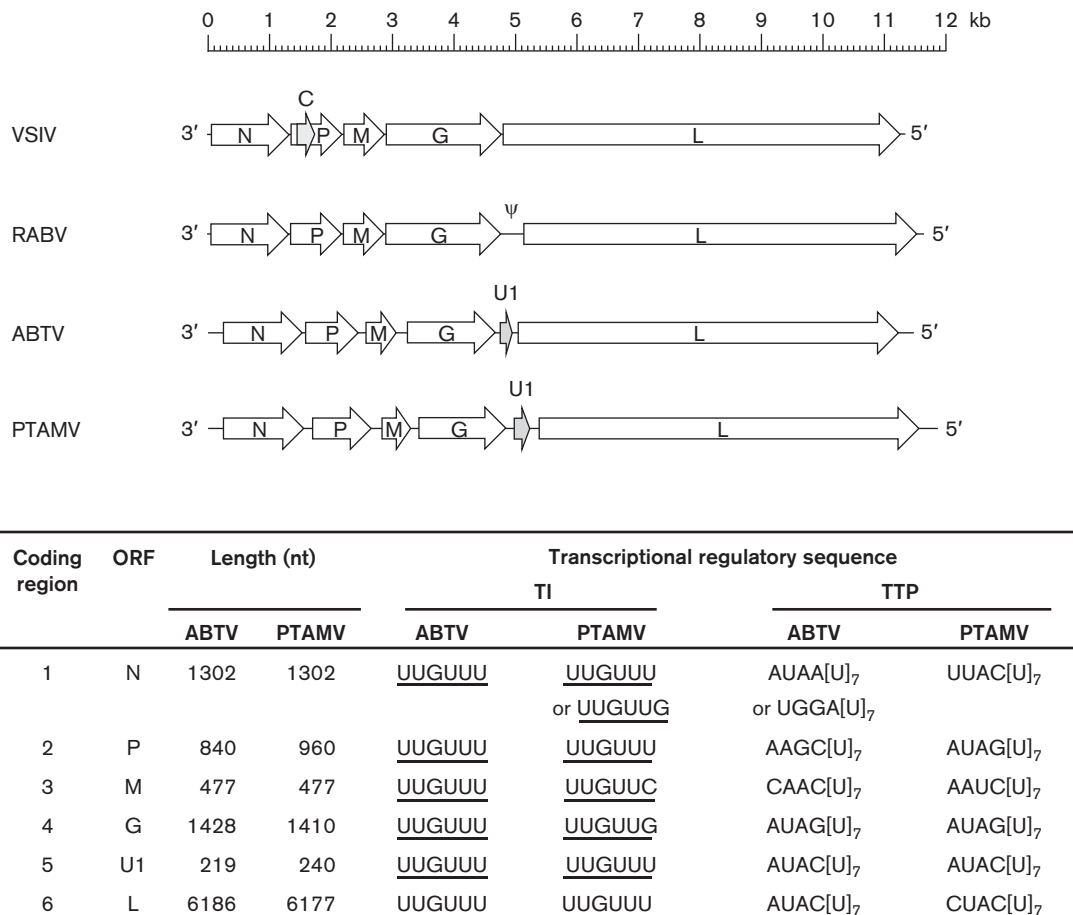 0 1 2 3 4 5 6 7 8 9 10 11 12 kb
C
VSIV 3′ N P M G L 5′
ψ
RABV 3′ N P M G L 5′
U1
ABTV 3′ N P M G L 5′
U1
PTAMV 3′ N P M G L 5′
Coding region ORF Length (nt) Transcriptional regulatory sequence
TI TTP
ABTV PTAMV ABTV PTAMV ABTV PTAMV
1 N 1302 1302 UUGUUU UUGUUU AUAA[U]7 UUAC[U]7
or UUGUUG or UGGA[U]7
2 P 840 960 UUGUUU UUGUUU AAGC[U]7 AUAG[U]7
3 M 477 477 UUGUUU UUGUUC CAAC[U]7 AAUC[U]7
4 G 1428 1410 UUGUUU UUGUUG AUAG[U]7 AUAG[U]7
5 U1 219 240 UUGUUU UUGUUU AUAC[U]7 AUAC[U]7
6 L 6186 6177 UUGUUU UUGUUU AUAC[U]7 CUAC[U]7